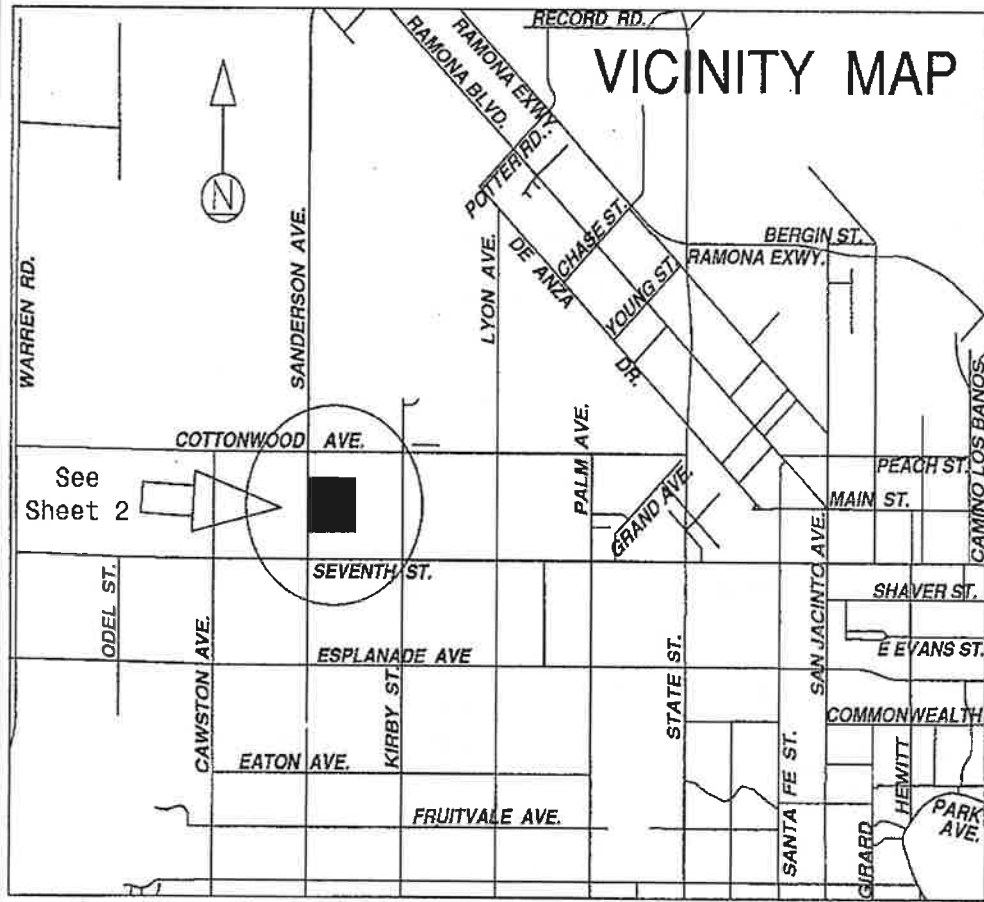 RECORD RD.
VICINITY MAP
RAMONA EXWY.
RAMONA BLVD.
N
POTTER RD.
WARREN RD.
SANDERSON AVE.
LYON AVE.
DE ANZA DR.
CHASE ST.
YOUNG ST.
BERGIN ST.
RAMONA EXWY.
COTTONWOOD AVE.
See
Sheet 2
PALM AVE.
GRAND AVE.
PEACH ST.
MAIN ST.
CAMINO LOS BANOS
SEVENTH ST.
ODEL ST.
CAWSTON AVE.
ESPLANADE AVE
KIRBY ST.
STATE ST.
SAN JACINTO AVE.
SHAVER ST.
E EVANS ST.
COMMONWEALTH
EATON AVE.
FRUITVALE AVE.
SANTA FE ST.
GIRARD
HEWITT
PARK
AVE.